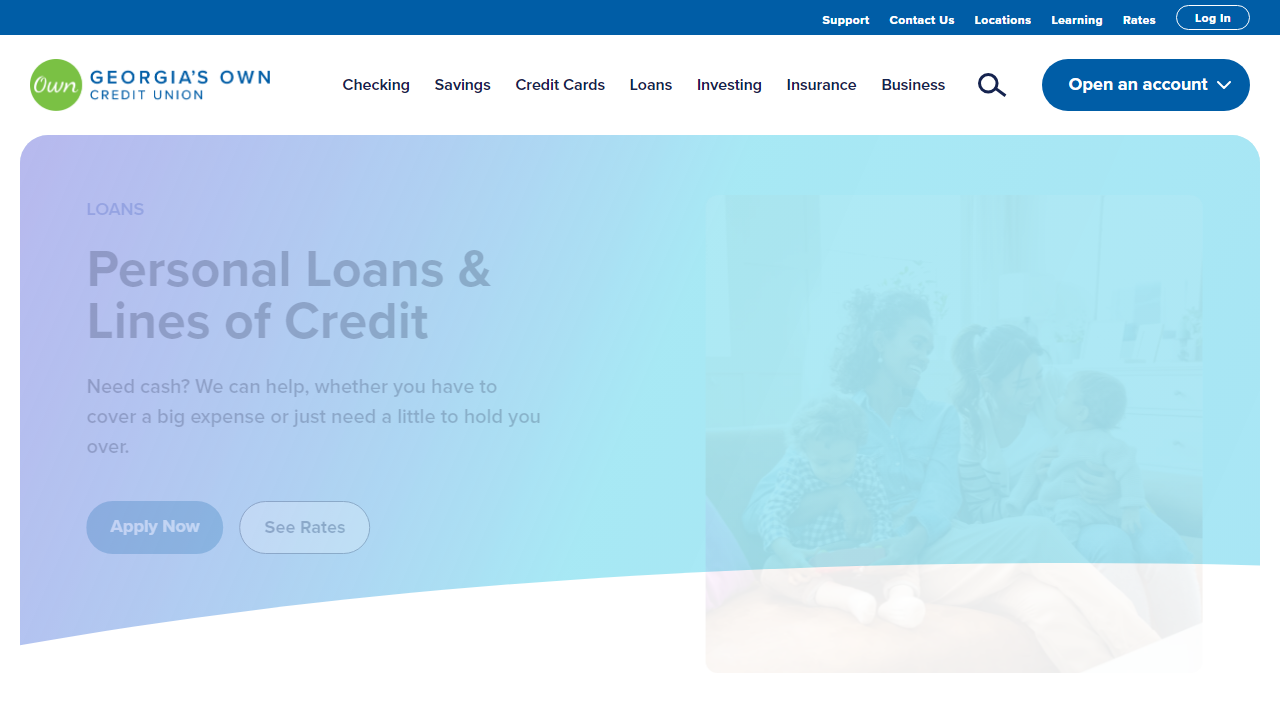 Support Contact Us Locations Learning Rates Log In
Own GEORGIA'S OWN
CREDIT UNION
Checking Savings Credit Cards Loans Investing Insurance Business Open an account
LOANS
Personal Loans &
Lines of Credit
Need cash? We can help, whether you have to
cover a big expense or just need a little to hold you
over.
Apply Now See Rates